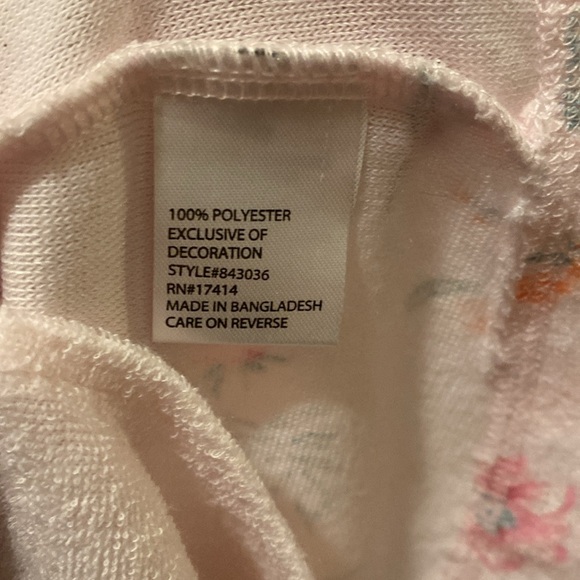 100% POLYESTER
EXCLUSIVE OF
DECORATION
STYLE#843036
RN#17414
MADE IN BANGLADESH
CARE ON REVERSE